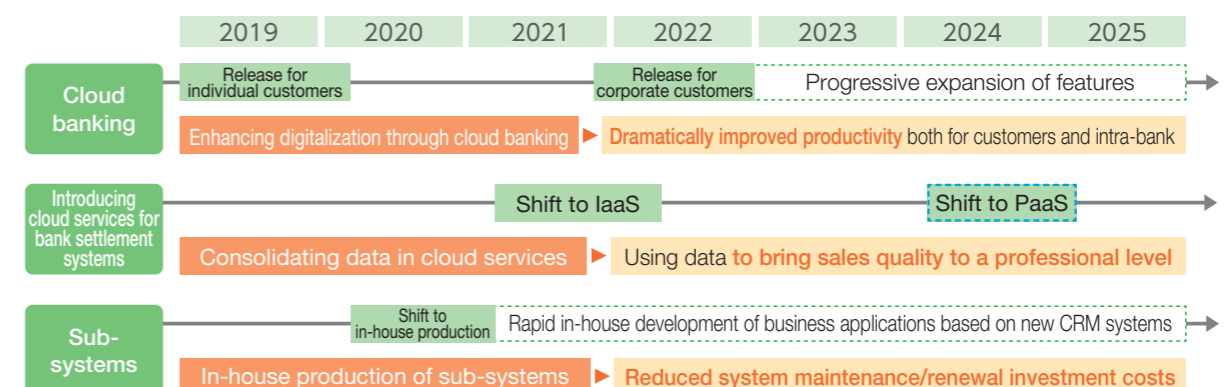 2019 2020 2021 2022 2023 2024 2025
Cloud
banking
Release for
individual customers
Release for
corporate customers
Progressive expansion of features
Enhancing digitalization through cloud banking
Dramatically improved productivity both for customers and intra-bank
Introducing
cloud services for
bank settlement
systems
Shift to IaaS
Shift to PaaS
Consolidating data in cloud services
Using data to bring sales quality to a professional level
Sub-
systems
Shift to
in-house production
Rapid in-house development of business applications based on new CRM systems
In-house production of sub-systems
Reduced system maintenance/renewal investment costs